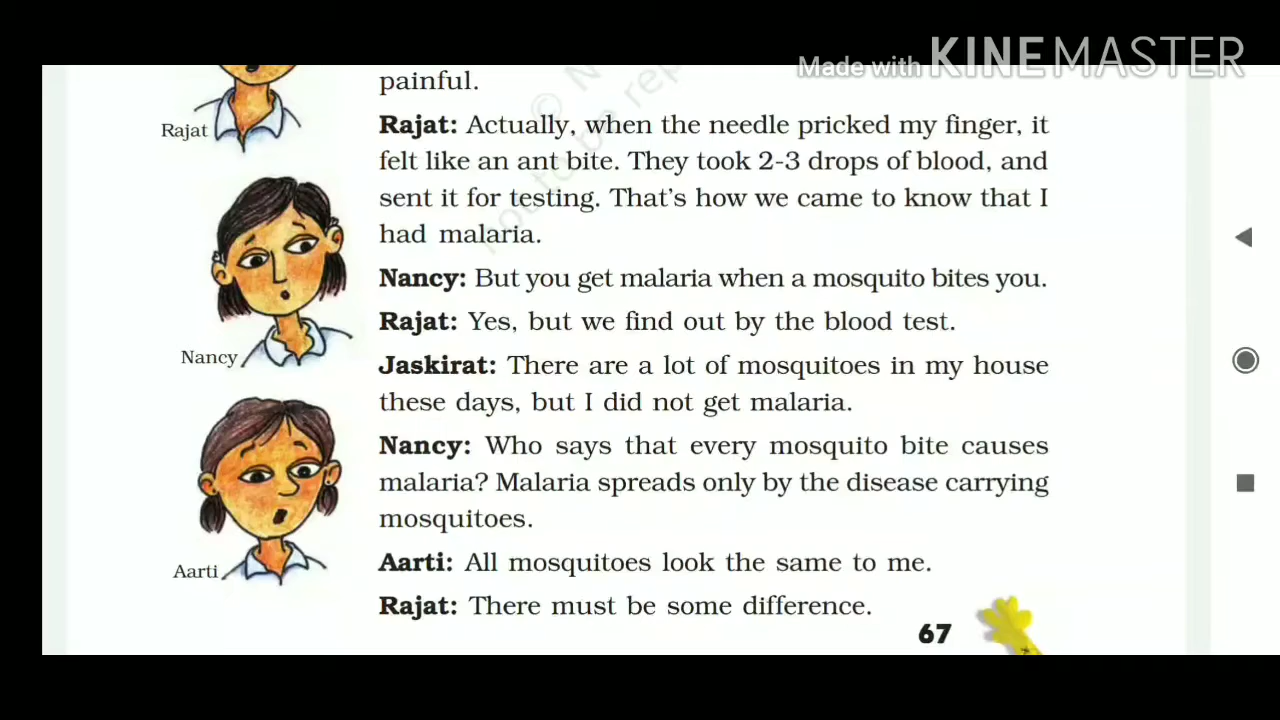 Made with KINEMASTER
painful.
Rajat
Rajat: Actually, when the needle pricked my finger, it
felt like an ant bite. They took 2-3 drops of blood, and
sent it for testing. That's how we came to know that I
had malaria.
Nancy: But you get malaria when a mosquito bites you.
Rajat: Yes, but we find out by the blood test.
Nancy
Jaskirat: There are a lot of mosquitoes in my house
these days, but I did not get malaria.
Nancy: Who says that every mosquito bite causes
malaria? Malaria spreads only by the disease carrying
mosquitoes.
Aarti: All mosquitoes look the same to me.
Aarti
Rajat: There must be some difference.
67